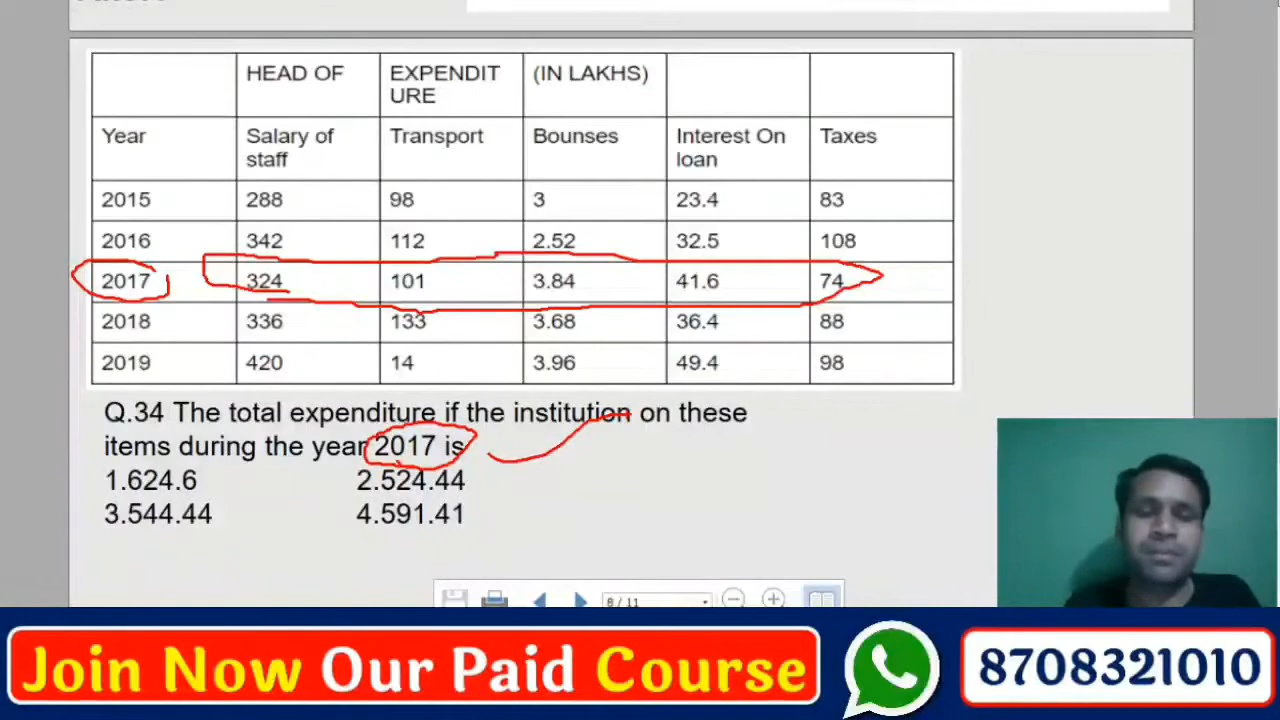 HEAD OF EXPENDIT (IN LAKHS)
URE
Year Salary of Transport Bounses Interest On Taxes
staff loan
2015 288 98 3 23.4 83
2016 342 112 2.52 32.5 108
2017 324 101 3.84 41.6 74
2018 336 133 3.68 36.4 88
2019 420 14 3.96 49.4 98
Q.34 The total expenditure if the institution on these
items during the year 2017 is
1.624.6 2.524.44
3.544.44 4.591.41
8/11
Join Now Our Paid Course 8708321010